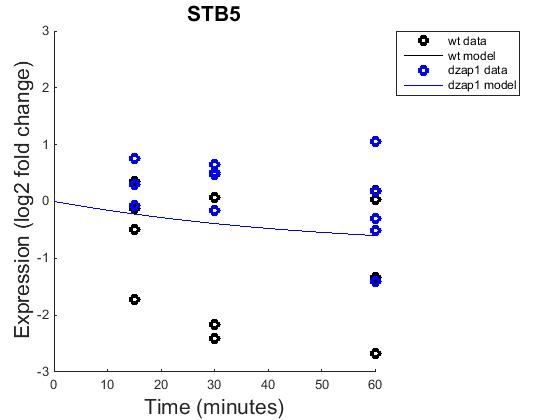 STB5
3
2
1
0
-1
-2
-3
Expression (log2 fold change)
0
10
20
30
40
50
60
Time (minutes)
wt data
wt model
dzap1 data
dzap1 model